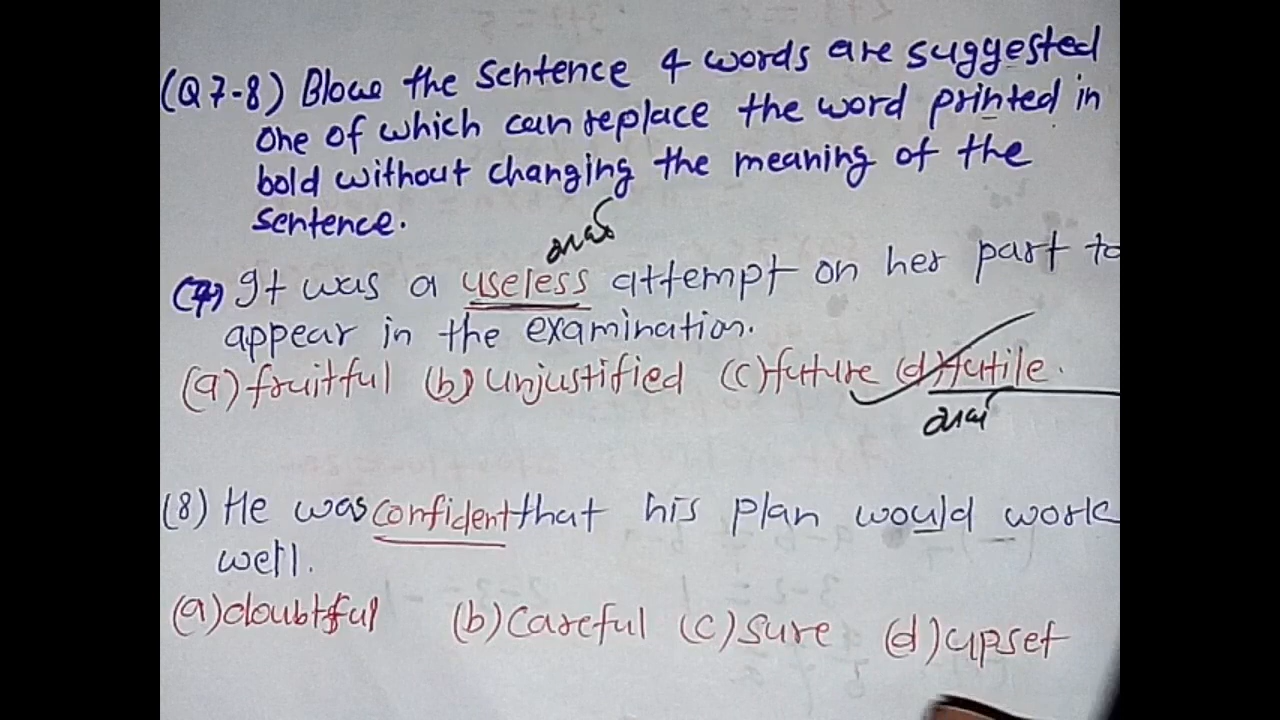 (Q 7-8) Blowe the sentence 4 words are suggested
one of which can replace the word printed in
bold without changing the meaning of the
sentence.
(7) It was a useless attempt on her part to
appear in the examination.
(a) fruitful (b) unjustified (c) future (d) futile.
(8) He was confident that his plan would work
well.
(a) doubtful (b) careful (c) sure (d) upset